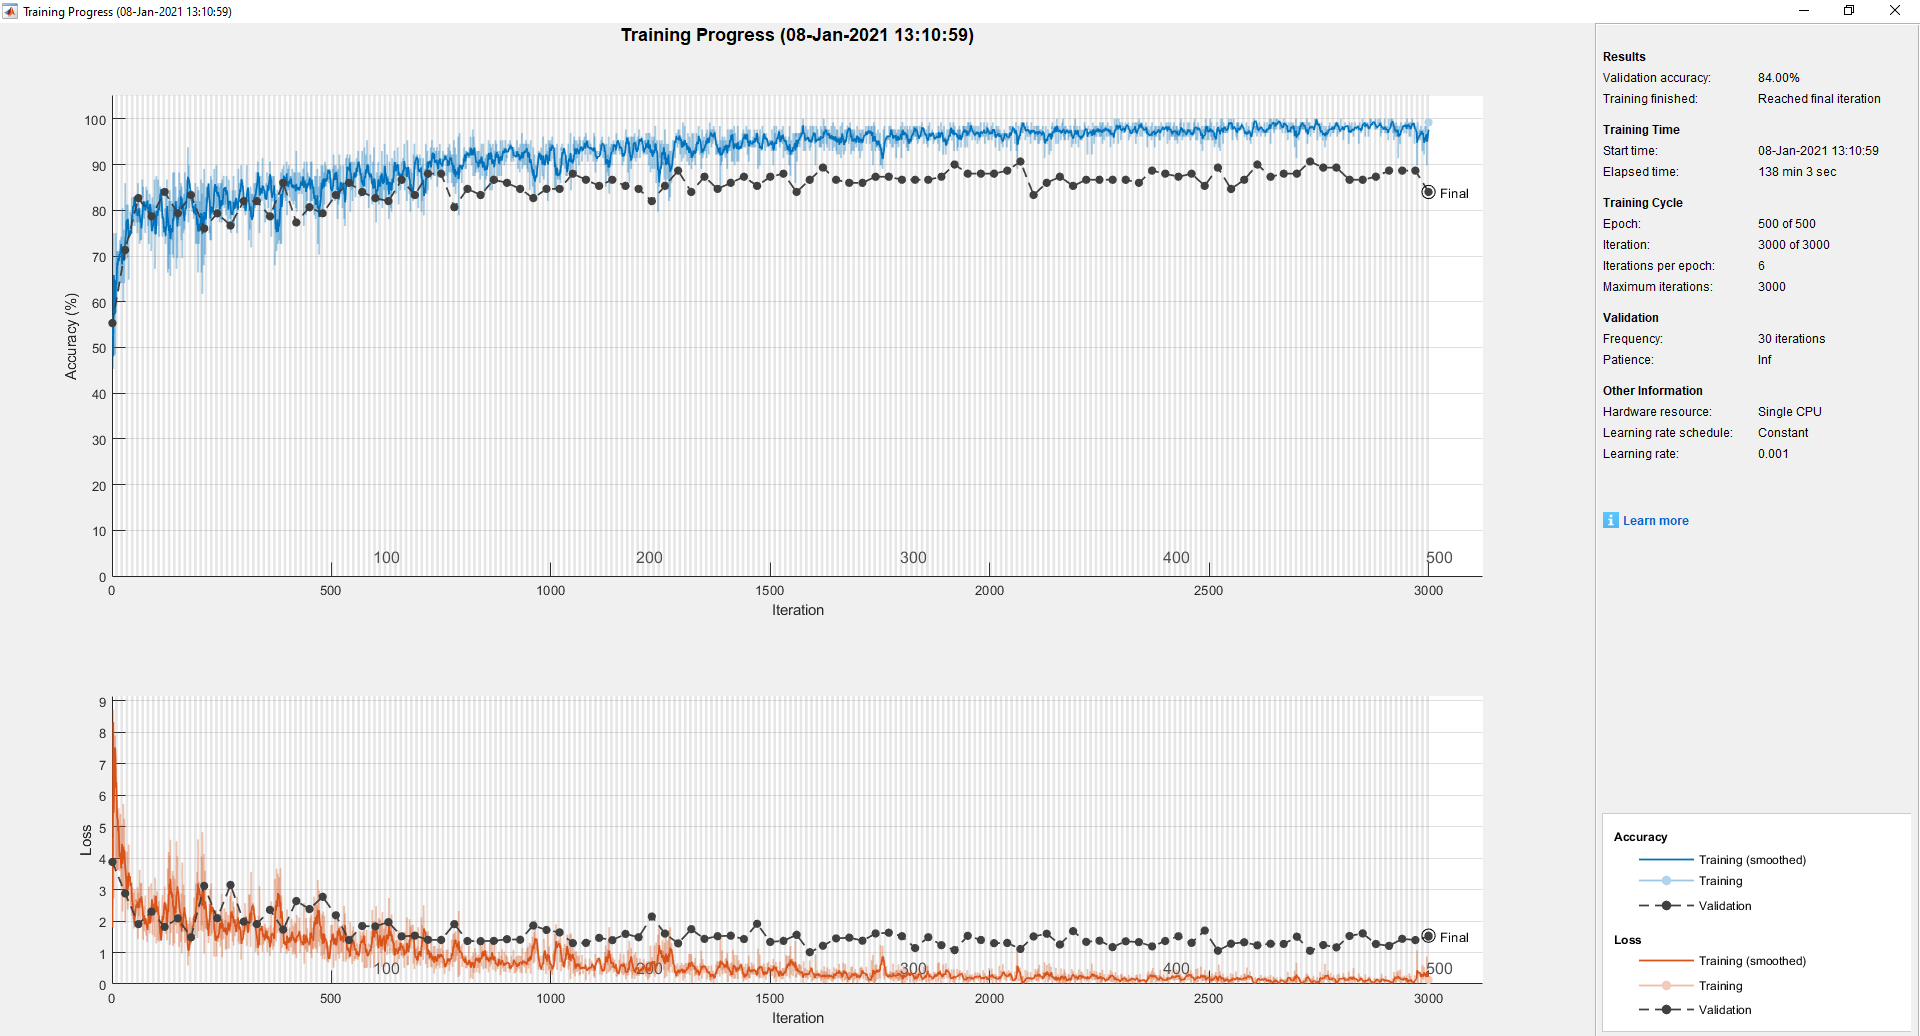 Training Progress (08-Jan-2021 13:10:59)
Training Progress (08-Jan-2021 13:10:59)
100
90
80
70
60
50
40
30
20
10
0
Accuracy (%)
Final
100 200 300 400 500
0 500 1000 1500 2000 2500 3000
Iteration
9
8
7
6
5
4
3
2
1
0
Loss
Final
100 200 300 400 500
0 500 1000 1500 2000 2500 3000
Iteration
Results
Validation accuracy: 84.00%
Training finished: Reached final iteration
Training Time
Start time: 08-Jan-2021 13:10:59
Elapsed time: 138 min 3 sec
Training Cycle
Epoch: 500 of 500
Iteration: 3000 of 3000
Iterations per epoch: 6
Maximum iterations: 3000
Validation
Frequency: 30 iterations
Patience: Inf
Other Information
Hardware resource: Single CPU
Learning rate schedule: Constant
Learning rate: 0.001
i Learn more
Accuracy
Training (smoothed)
Training
Validation
Loss
Training (smoothed)
Training
Validation